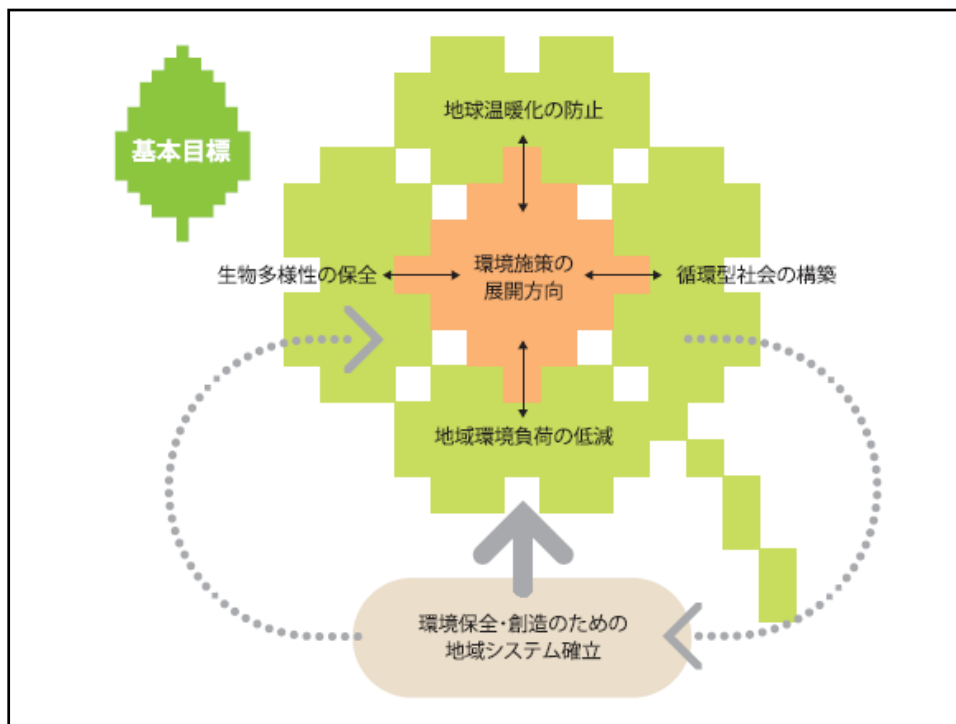 基本目標
地球温暖化の防止
生物多様性の保全
環境施策の
展開方向
循環型社会の構築
地域環境負荷の低減
環境保全・創造のための
地域システム確立